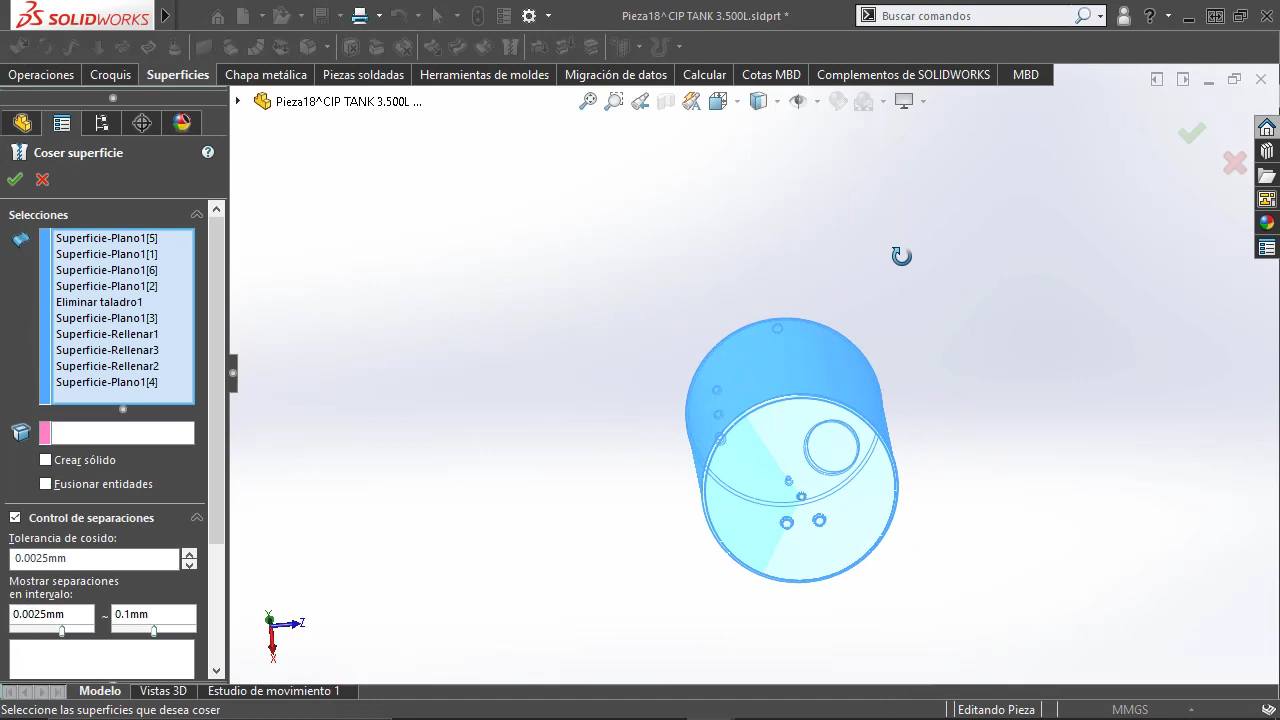 SOLIDWORKS
Pieza18^CIP TANK 3.500L.sldprt *
Buscar comandos
Operaciones
Croquis
Superficies
Chapa metálica
Piezas soldadas
Herramientas de moldes
Migración de datos
Calcular
Cotas MBD
Complementos de SOLIDWORKS
MBD
Pieza18^CIP TANK 3.500L ...
Coser superficie
Selecciones
Superficie-Plano1[5]
Superficie-Plano1[1]
Superficie-Plano1[6]
Superficie-Plano1[2]
Eliminar taladro1
Superficie-Plano1[3]
Superficie-Rellenar1
Superficie-Rellenar3
Superficie-Rellenar2
Superficie-Plano1[4]
Crear sólido
Fusionar entidades
Control de separaciones
Tolerancia de cosido:
0.0025mm
Mostrar separaciones
en intervalo:
0.0025mm ~ 0.1mm
Y
Z
X
Modelo
Vistas 3D
Estudio de movimiento 1
Seleccione las superficies que desea coser
Editando Pieza
MMGS